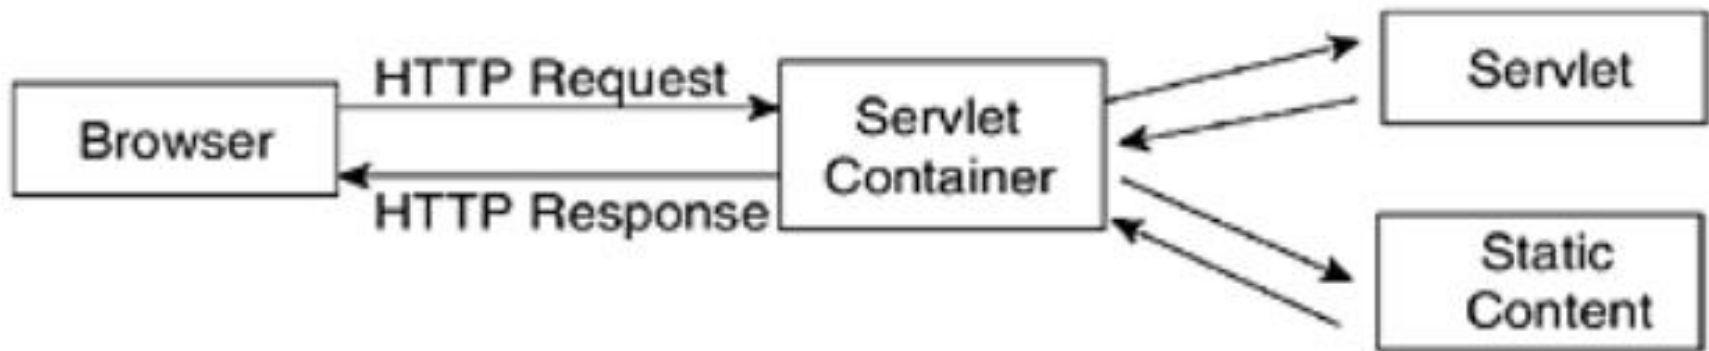 HTTP Request
Browser
HTTP Response
Servlet
Container
Servlet
Static
Content